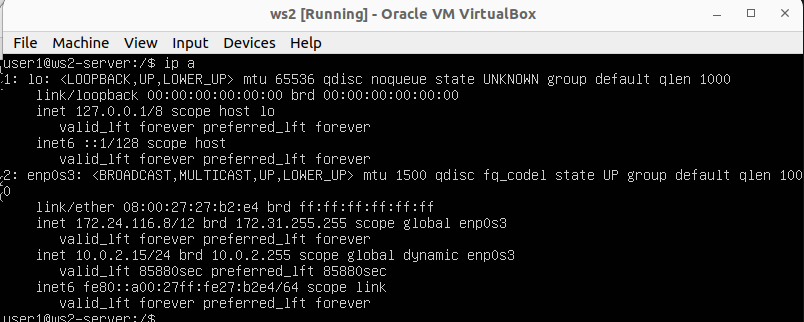 ws2 [Running] - Oracle VM VirtualBox
File Machine View Input Devices Help
user1@ws2-server:/$ ip a
1: lo: <LOOPBACK,UP,LOWER_UP> mtu 65536 qdisc noqueue state UNKNOWN group default qlen 1000
    link/loopback 00:00:00:00:00:00 brd 00:00:00:00:00:00
    inet 127.0.0.1/8 scope host lo
       valid_lft forever preferred_lft forever
    inet6 ::1/128 scope host
       valid_lft forever preferred_lft forever
2: enp0s3: <BROADCAST,MULTICAST,UP,LOWER_UP> mtu 1500 qdisc fq_codel state UP group default qlen 100
0
    link/ether 08:00:27:27:b2:e4 brd ff:ff:ff:ff:ff:ff
    inet 172.24.116.8/12 brd 172.31.255.255 scope global enp0s3
       valid_lft forever preferred_lft forever
    inet 10.0.2.15/24 brd 10.0.2.255 scope global dynamic enp0s3
       valid_lft 85880sec preferred_lft 85880sec
    inet6 fe80::a00:27ff:fe27:b2e4/64 scope link
       valid_lft forever preferred_lft forever
user1@ws2-server:/$